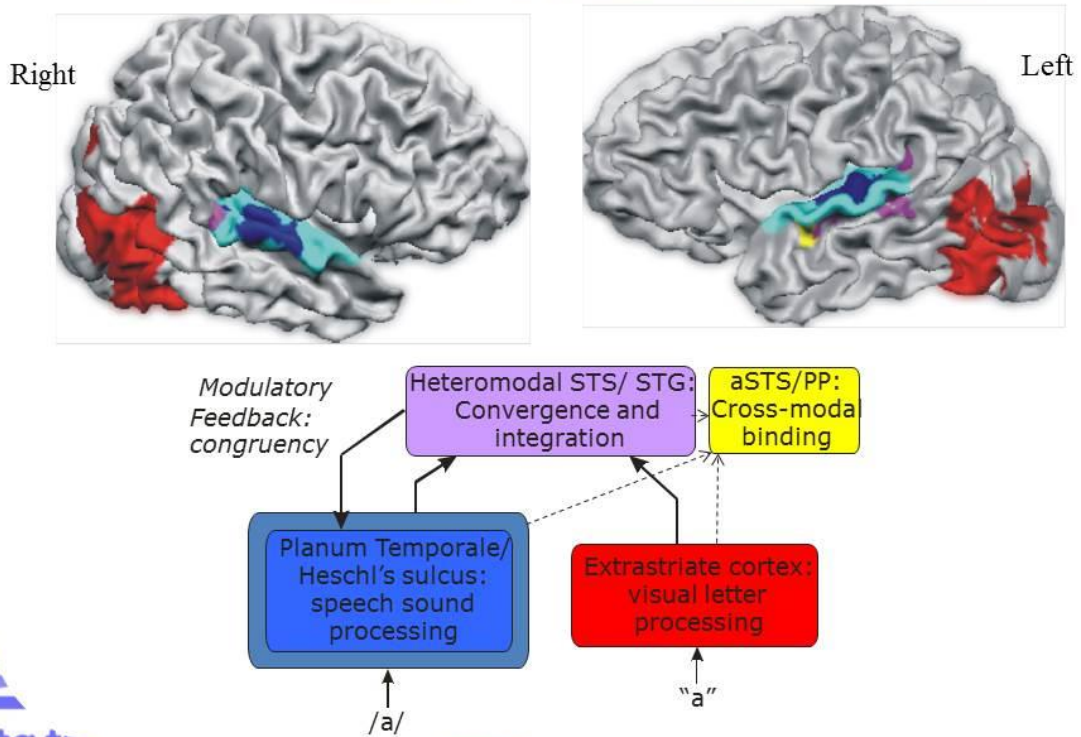 Right
Left
Modulatory
Feedback:
congruency
Heteromodal STS/ STG:
Convergence and
integration
aSTS/PP:
Cross-modal
binding
Planum Temporale/
Heschl's sulcus:
speech sound
processing
Extrastriate cortex:
visual letter
processing
/a/
“a”